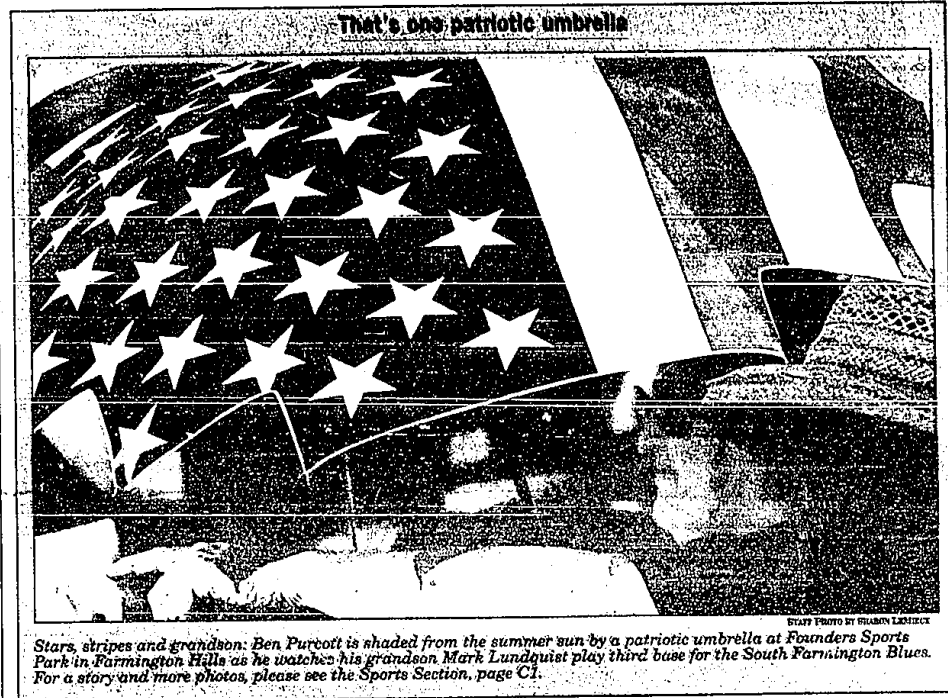 That's one patriotic umbrella
STAFF PHOTO BY SHARON LEMIEUX
Stars, stripes and grandson: Ben Purcott is shaded from the summer sun by a patriotic umbrella at Founders Sports
Park in Farmington Hills as he watches his grandson Mark Lundquist play third base for the South Farmington Blues.
For a story and more photos, please see the Sports Section, page C1.